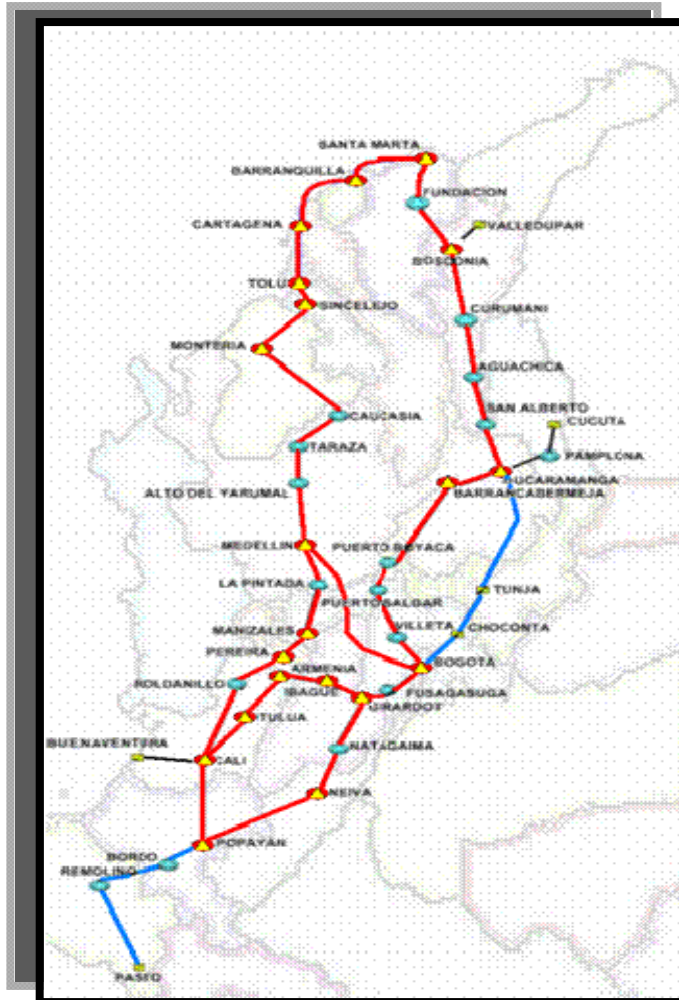 SANTA MARTA
BARRANQUILLA
FUNDACION
CARTAGENA
VALLEDUPAR
BOSCONIA
TOLU
SINCELEJO
CURUMANI
MONTERIA
AGUACHICA
SAN ALBERTO
CAUCASIA
CUCUTA
TARAZA
PAMPLONA
BUCARAMANGA
ALTO DEL YARUMAL
BARRANCABERMEJA
MEDELLIN
PUERTO BOYACA
LA PINTADA
TUNJA
PUERTO SALGAR
VILLETA
CHOCONTA
MANIZALES
PEREIRA
ARMENIA
BOGOTA
ROLDANILLO
IBAGUE
FUSAGASUGA
GIRARDOT
TULUA
BUENAVENTURA
NATAGAIMA
CALI
NEIVA
POPAYAN
BORDO
REMOLINO
PASTO